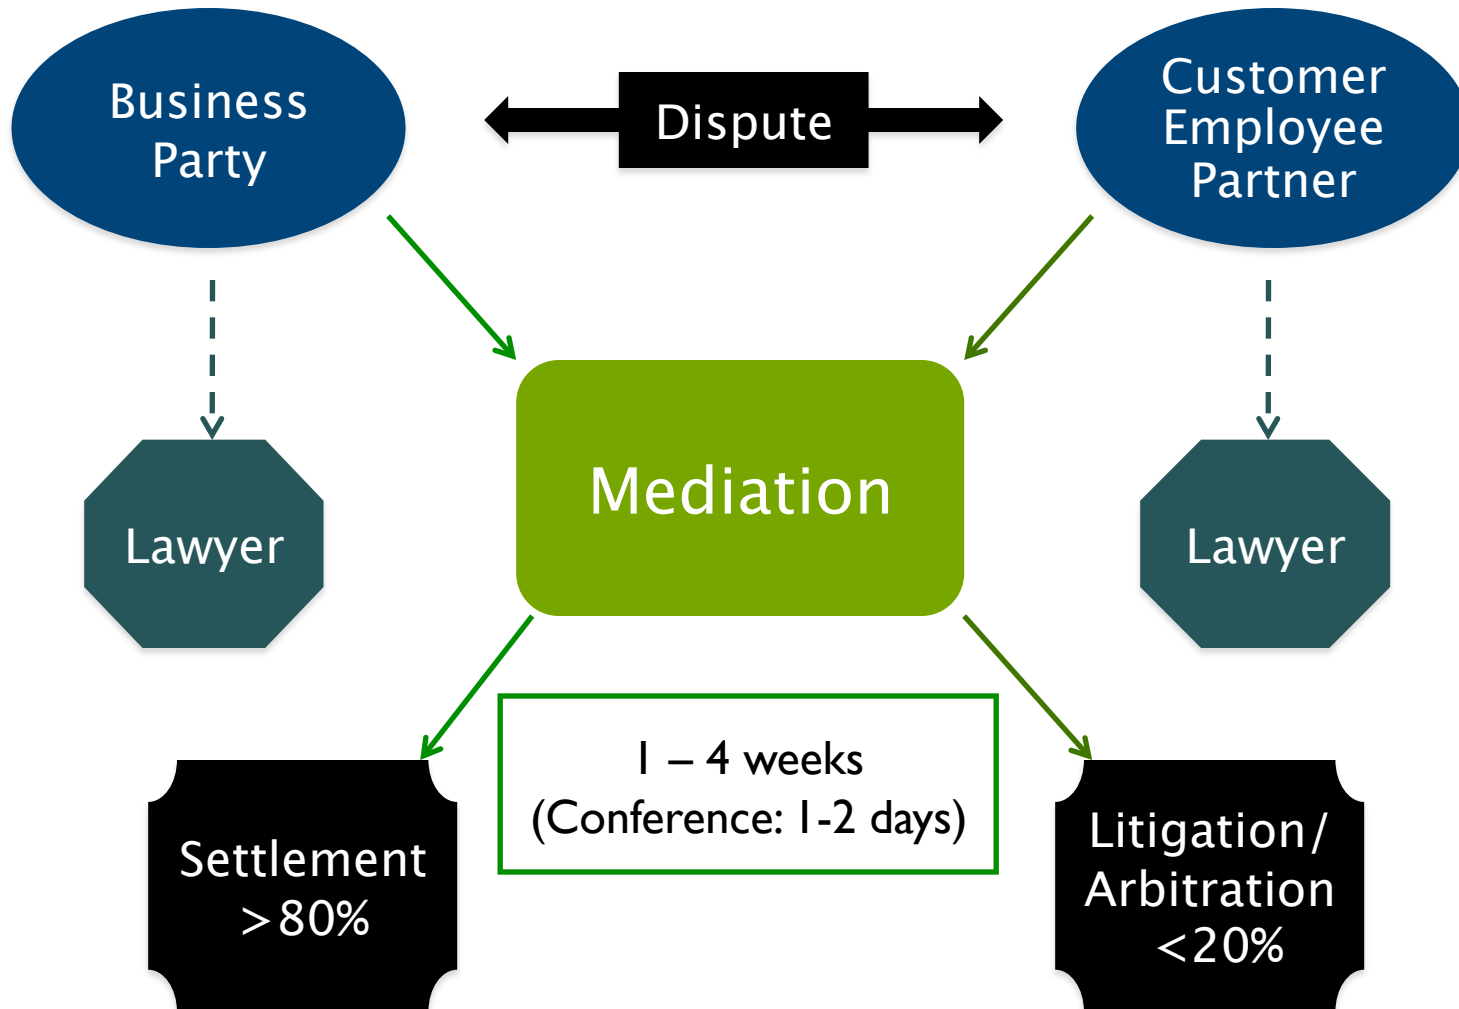 Business
Party
Dispute
Customer
Employee
Partner
Lawyer
Mediation
Lawyer
Settlement
>80%
1 – 4 weeks
(Conference: 1-2 days)
Litigation/
Arbitration
<20%